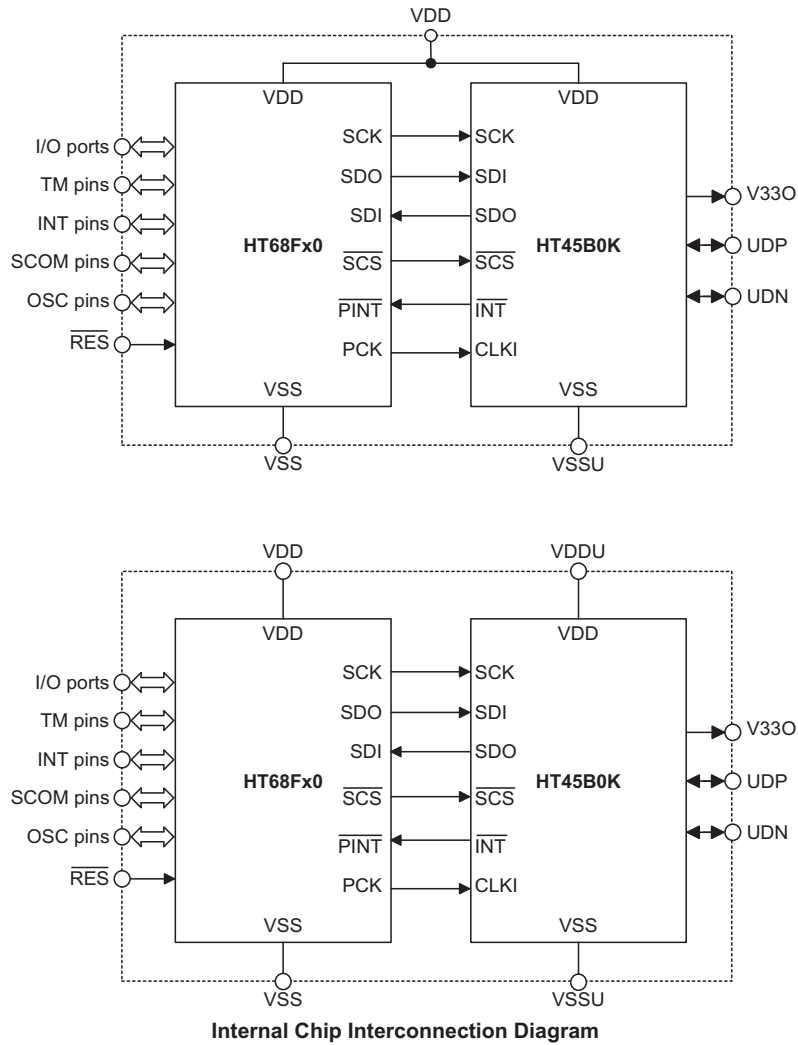 VDD
VDD VDD
I/O ports SCK SCK
TM pins SDO SDI V33O
INT pins SDI SDO
HT68Fx0 HT45B0K UDP
SCOM pins SCS SCS
OSC pins PINT INT UDN
RES PCK CLKI
VSS VSS
VSS VSSU
VDD VDDU
VDD VDD
I/O ports SCK SCK
TM pins SDO SDI V33O
INT pins SDI SDO
HT68Fx0 HT45B0K UDP
SCOM pins SCS SCS
OSC pins PINT INT UDN
RES PCK CLKI
VSS VSS
VSS VSSU
Internal Chip Interconnection Diagram